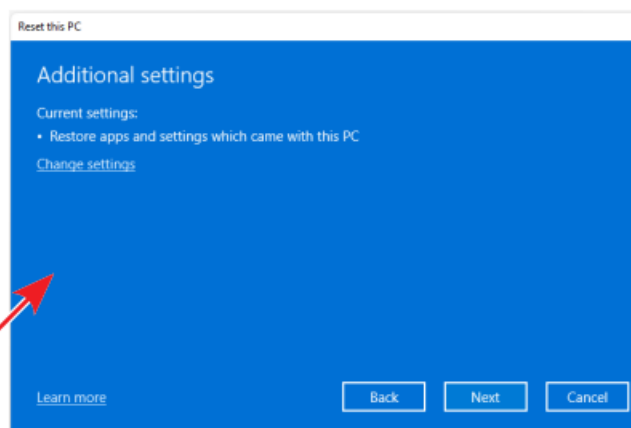 Reset this PC
Additional settings
Current settings:
• Restore apps and settings which came with this PC
Change settings
Learn more
Back
Next
Cancel